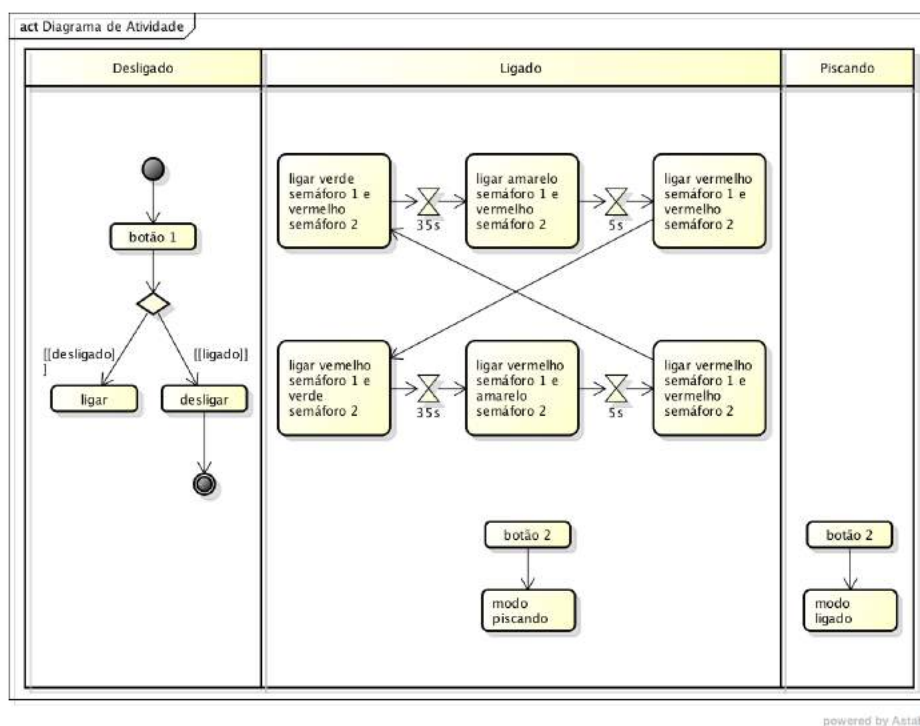 act Diagrama de Atividade
Desligado
Ligado
Piscando
botão 1
[[desligado]
]
[[ligado]]
ligar
desligar
ligar verde
semáforo 1 e
vermelho
semáforo 2
35s
ligar amarelo
semáforo 1 e
vermelho
semáforo 2
5s
ligar vermelho
semáforo 1 e
vermelho
semáforo 2
ligar vemelho
semáforo 1 e
verde
semáforo 2
35s
ligar vermelho
semáforo 1 e
amarelo
semáforo 2
5s
ligar vermelho
semáforo 1 e
vermelho
semáforo 2
botão 2
modo
piscando
botão 2
modo
ligado
powered by